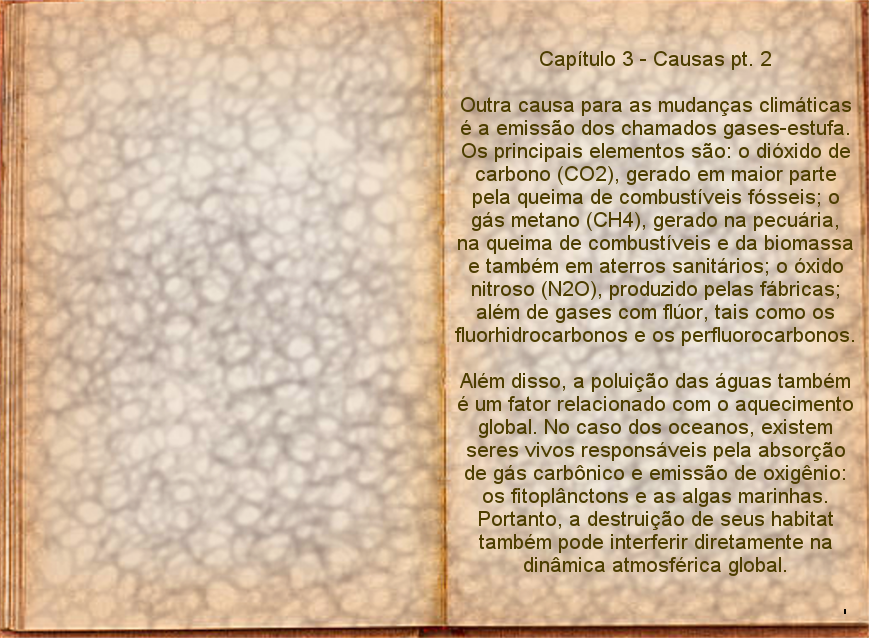 Capítulo 3 - Causas pt. 2
Outra causa para as mudanças climáticas
é a emissão dos chamados gases-estufa.
Os principais elementos são: o dióxido de
carbono (CO2), gerado em maior parte
pela queima de combustíveis fósseis; o
gás metano (CH4), gerado na pecuária,
na queima de combustíveis e da biomassa
e também em aterros sanitários; o óxido
nitroso (N2O), produzido pelas fábricas;
além de gases com flúor, tais como os
fluorhidrocarbonos e os perfluorocarbonos.
Além disso, a poluição das águas também
é um fator relacionado com o aquecimento
global. No caso dos oceanos, existem
seres vivos responsáveis pela absorção
de gás carbônico e emissão de oxigênio:
os fitoplânctons e as algas marinhas.
Portanto, a destruição de seus habitat
também pode interferir diretamente na
dinâmica atmosférica global.